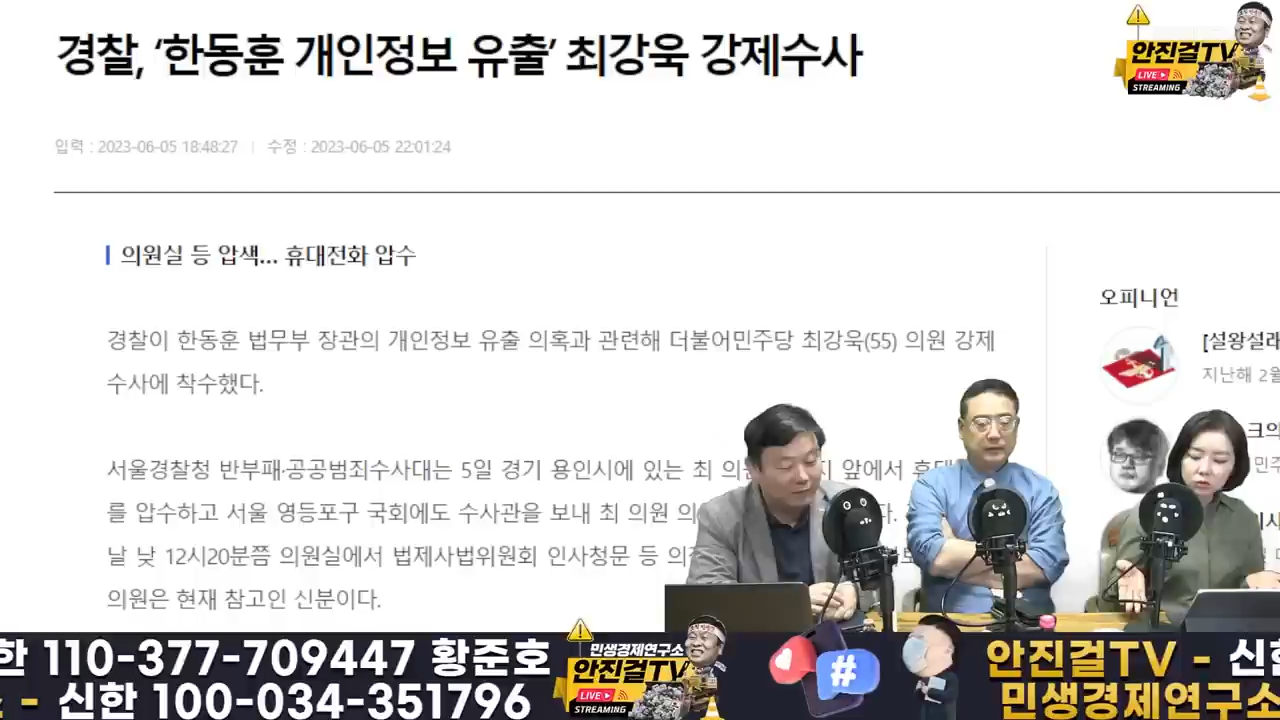 경찰, ‘한동훈 개인정보 유출’ 최강욱 강제수사
안진걸TV
LIVE
STREAMING
입력 : 2023-06-05 18:48:27 | 수정 : 2023-06-05 22:01:24
의원실 등 압색... 휴대전화 압수
오피니언
경찰이 한동훈 법무부 장관의 개인정보 유출 의혹과 관련해 더불어민주당 최강욱(55) 의원 강제
수사에 착수했다.
[설왕설래
지난해 2월
서울경찰청 반부패·공공범죄수사대는 5일 경기 용인시에 있는 최 앞에서
를 압수하고 서울 영등포구 국회에도 수사관을 보내 최 의원
날 낮 12시20분쯤 의원실에서 법제사법위원회 인사청문 등
의원은 현재 참고인 신분이다.
한 110-377-709447 황준호
- 신한 100-034-351796
민생경제연구소
안진걸TV
LIVE
STREAMING
#
안진걸TV - 신한
민생경제연구소